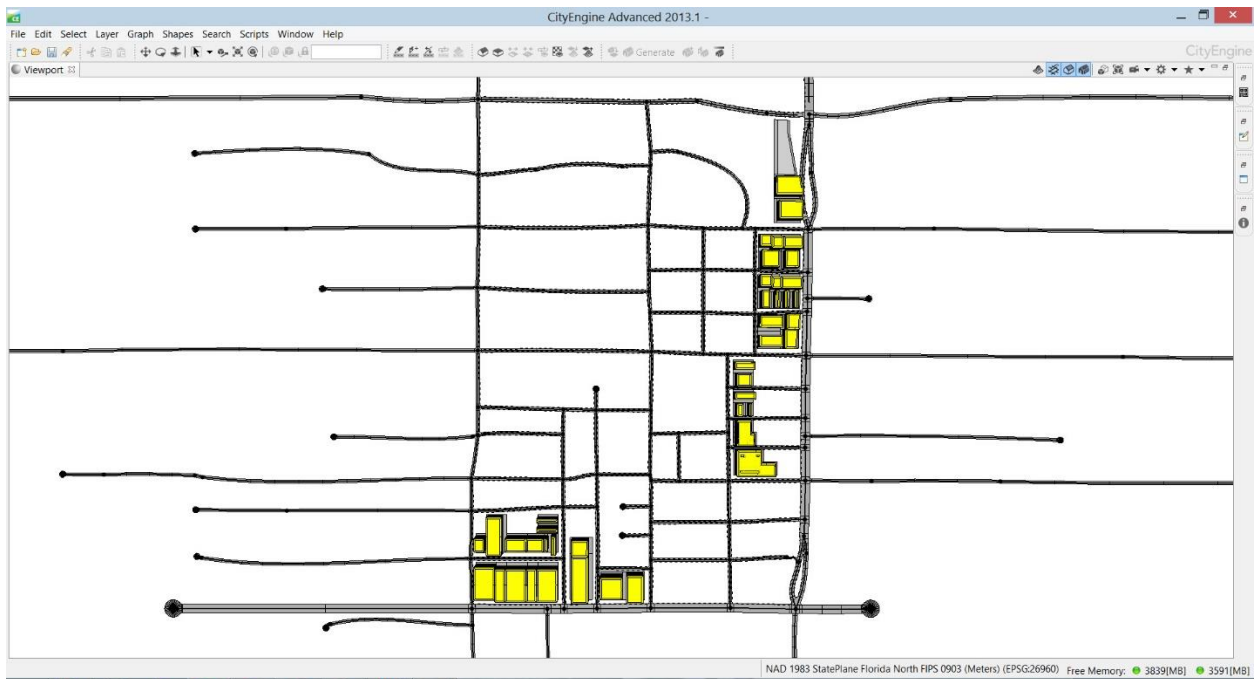 CityEngine Advanced 2013.1 -
File Edit Select Layer Graph Shapes Search Scripts Window Help
Generate
CityEngine
Viewport
NAD 1983 StatePlane Florida North FIPS 0903 (Meters) (EPSG:26960) Free Memory: 3839[MB] 3591[MB]